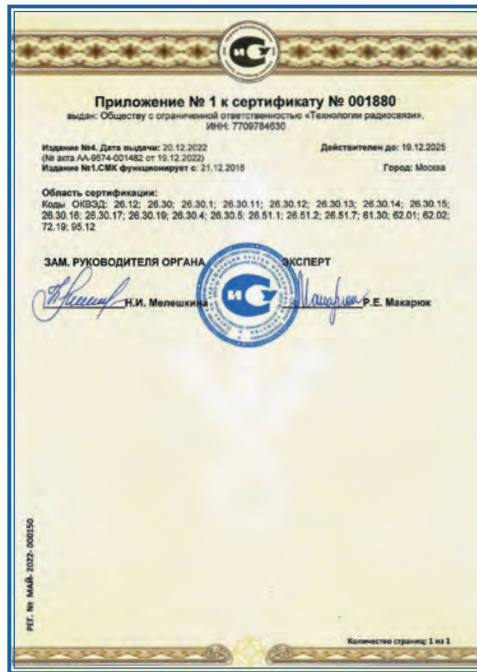 Приложение № 1 к сертификату № 001880
выдан: Обществу с ограниченной ответственностью «Технологии радиосвязи»,
ИНН: 7709784630
Издание №4. Дата выдачи: 20.12.2022 Действителен до: 19.12.2025
(№ акта АА-9574-001482 от 19.12.2022)
Издание №1.СМК функционирует с: 21.12.2016 Город: Москва
Область сертификации:
Коды ОКВЭД: 26.12; 26.30; 26.30.1; 26.30.11; 26.30.12; 26.30.13; 26.30.14; 26.30.15;
26.30.16; 26.30.17; 26.30.19; 26.30.4; 26.30.5; 26.51.1; 26.51.2; 26.51.7; 61.30; 62.01; 62.02;
72.19; 95.12
ЗАМ. РУКОВОДИТЕЛЯ ОРГАНА ЭКСПЕРТ
Н.И. Мелешкина Р.Е. Макарюк
ИСУ
РЕГ. № МАЙ- 2022- 000150
Количество страниц: 1 из 1